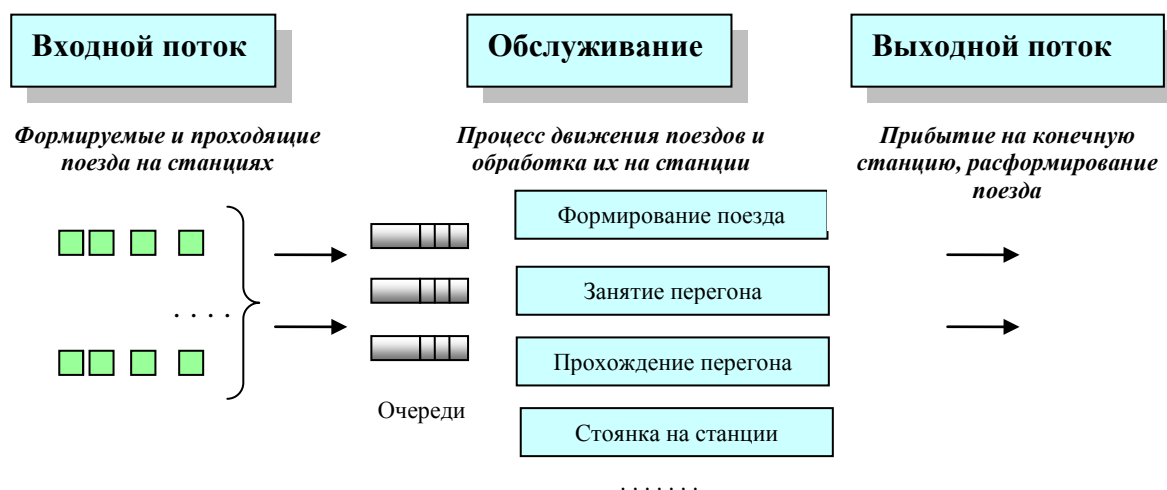 Входной поток
Обслуживание
Выходной поток
Формируемые и проходящие
поезда на станциях
Процесс движения поездов и
обработка их на станции
Прибытие на конечную
станцию, расформирование
поезда
Формирование поезда
Занятие перегона
. . . .
Прохождение перегона
Очереди
Стоянка на станции
. . . . . . .